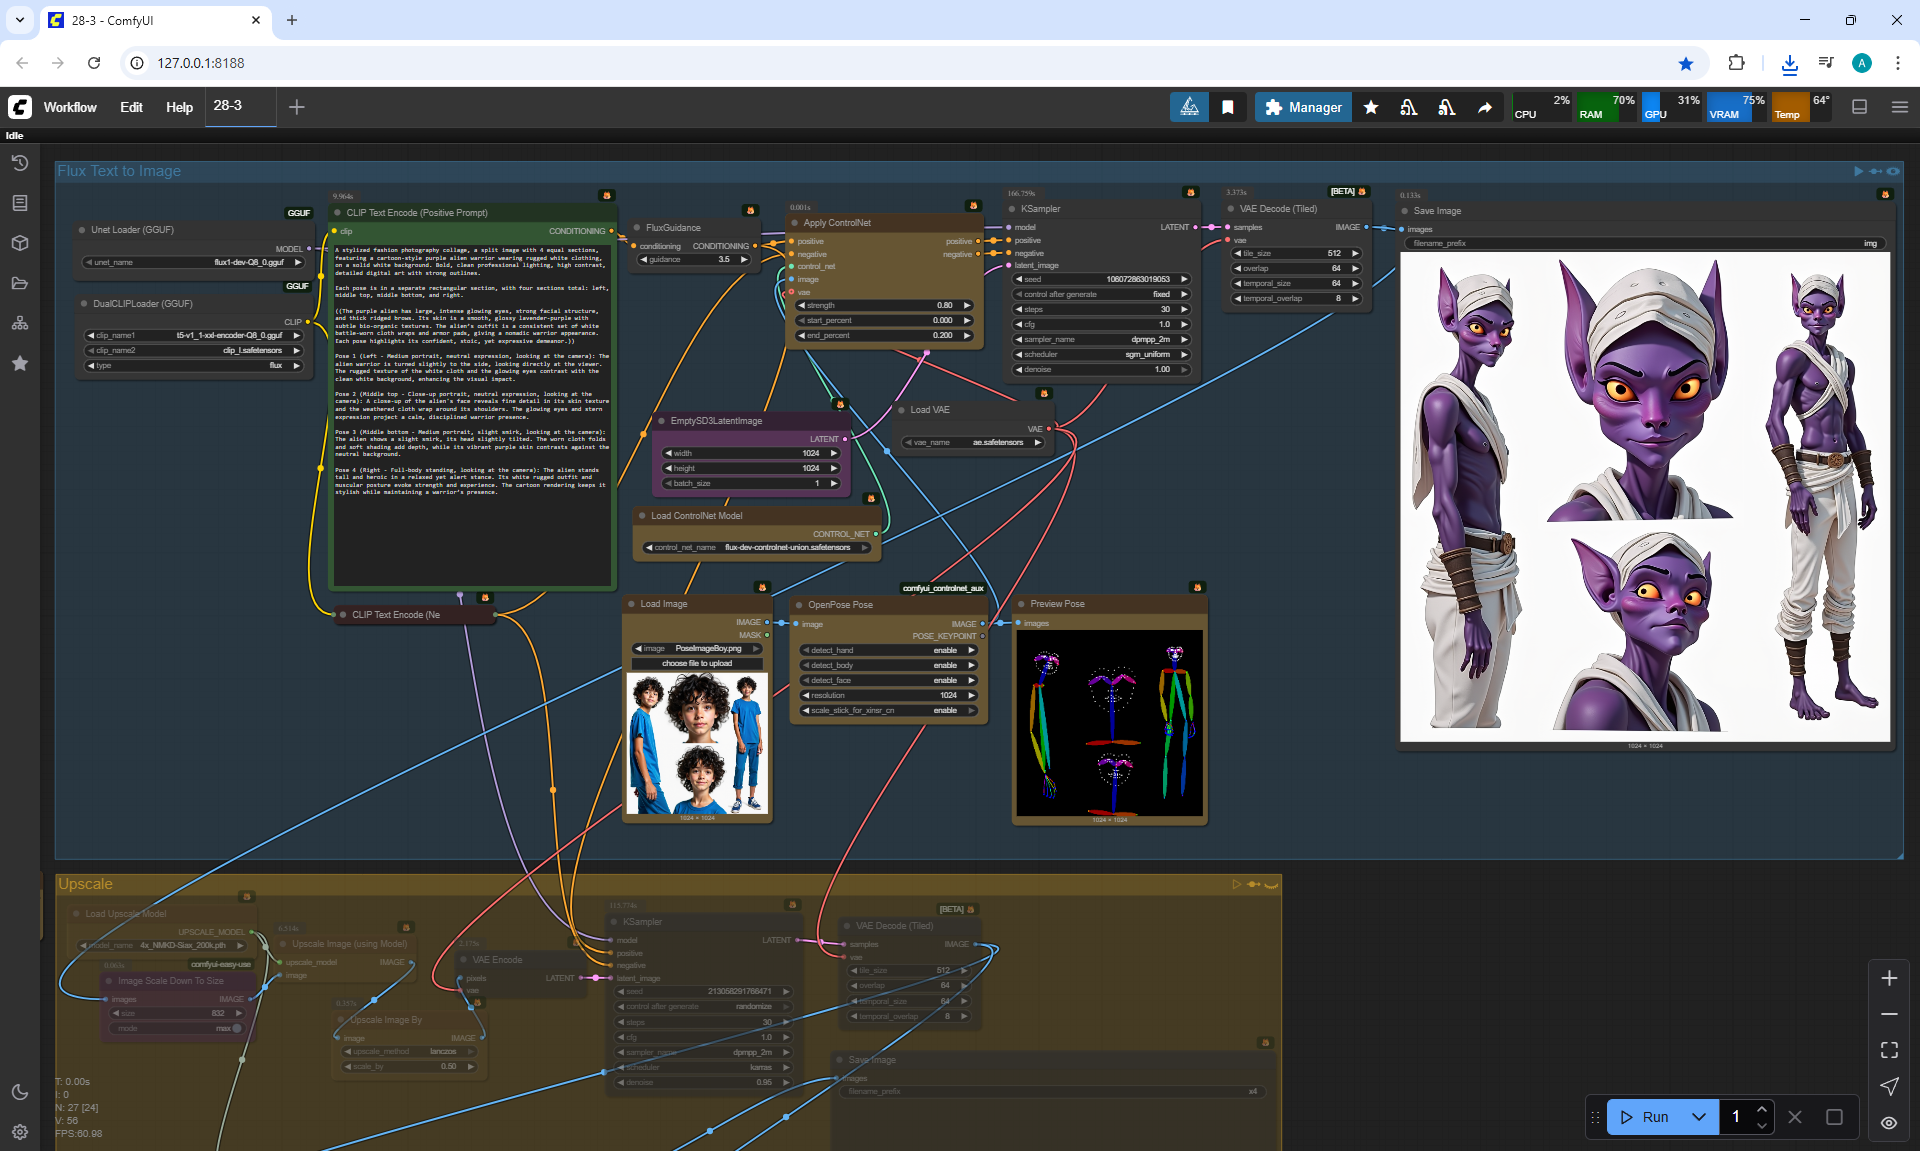 28-3 - ComfyUI
127.0.0.1:8188
A
Workflow
Edit
Help
28-3
Manager
CPU 2%
RAM 70%
GPU 31%
VRAM 75%
Temp 64°
Idle
Flux Text to Image
GGUF
Unet Loader (GGUF)
MODEL
unet_name flux1-dev-Q8_0.gguf
GGUF
DualCLIPLoader (GGUF)
CLIP
clip_name1 t5-v1_1-xxl-encoder-Q8_0.gguf
clip_name2 clip_l.safetensors
type flux
9.964s
CLIP Text Encode (Positive Prompt)
clip CONDITIONING
A stylized fashion photography collage, a split image with 4 equal sections,
featuring a cartoon-style purple alien warrior wearing rugged white clothing,
on a solid white background. Bold, clean professional lighting, high contrast,
detailed digital art with strong outlines.
Each pose is in a separate rectangular section, with four sections total: left,
middle top, middle bottom, and right.
((The purple alien has large, intense glowing eyes, strong facial structure,
and thick ridged brows. Its skin is a smooth, glossy lavender-purple with
subtle bio-organic textures. The alien's outfit is a consistent set of white
battle-worn cloth wraps and armor pads, giving a nomadic warrior appearance.
Each pose highlights its confident, stoic, yet expressive demeanor.))
Pose 1 (Left - Medium portrait, neutral expression, looking at the camera): The
alien warrior is turned slightly to the side, looking directly at the viewer.
The rugged texture of the white cloth and the glowing eyes contrast with the
clean white background, enhancing the visual impact.
Pose 2 (Middle top - Close-up portrait, neutral expression, looking at the
camera): A close-up of the alien's face reveals fine detail in its skin texture
and the weathered cloth wrap around its shoulders. The glowing eyes and stern
expression project a calm, disciplined warrior presence.
Pose 3 (Middle bottom - Medium portrait, slight smirk, looking at the camera):
The alien shows a slight smirk, its head slightly tilted. The worn cloth folds
and soft shading add depth, while its vibrant purple skin contrasts against the
neutral background.
Pose 4 (Right - Full-body standing, looking at the camera): The alien stands
tall and heroic in a relaxed yet alert stance. Its white rugged outfit and
muscular posture evoke strength and experience. The cartoon rendering keeps it
stylish while maintaining a warrior's presence.
CLIP Text Encode (Ne
FluxGuidance
conditioning CONDITIONING
guidance 3.5
0.001s
Apply ControlNet
positive positive
negative negative
control_net
image
vae
strength 0.80
start_percent 0.000
end_percent 0.200
166.759s
KSampler
model LATENT
positive
negative
latent_image
seed 106072863019053
control after generate fixed
steps 30
cfg 1.0
sampler_name dpmpp_2m
scheduler sgm_uniform
denoise 1.00
3.373s
[BETA]
VAE Decode (Tiled)
samples IMAGE
vae
tile_size 512
overlap 64
temporal_size 64
temporal_overlap 8
0.133s
Save Image
images
filename_prefix img
1024 × 1024
EmptySD3LatentImage
LATENT
width 1024
height 1024
batch_size 1
Load VAE
VAE
vae_name ae.safetensors
Load ControlNet Model
CONTROL_NET
control_net_name flux-dev-controlnet-union.safetensors
Load Image
IMAGE
MASK
image PoseImageBoy.png
choose file to upload
1024 × 1024
comfyui_controlnet_aux
OpenPose Pose
image IMAGE
POSE_KEYPOINT
detect_hand enable
detect_body enable
detect_face enable
resolution 1024
scale_stick_for_xinsr_cn enable
Preview Pose
images
1024 × 1024
Upscale
Load Upscale Model
UPSCALE_MODEL
model_name 4x_NMKD-Siax_200k.pth
comfyui-easy-use
Image Scale Down To Size
images IMAGE
size 832
mode max
6.514s
Upscale Image (using Model)
upscale_model IMAGE
image
Upscale Image By
image IMAGE
upscale_method lanczos
scale_by 0.50
2.173s
VAE Encode
pixels LATENT
vae
KSampler
model LATENT
positive
negative
latent_image
seed 213058291766471
control after generate randomize
steps 30
cfg 1.0
sampler_name dpmpp_2m
scheduler karras
denoise 0.95
[BETA]
VAE Decode (Tiled)
samples IMAGE
vae
tile_size 512
overlap 64
temporal_size 64
temporal_overlap 8
Save Image
images
filename_prefix x4
T: 0.00s
I: 0
N: 27 [24]
V: 56
FPS:60.98
Run
1